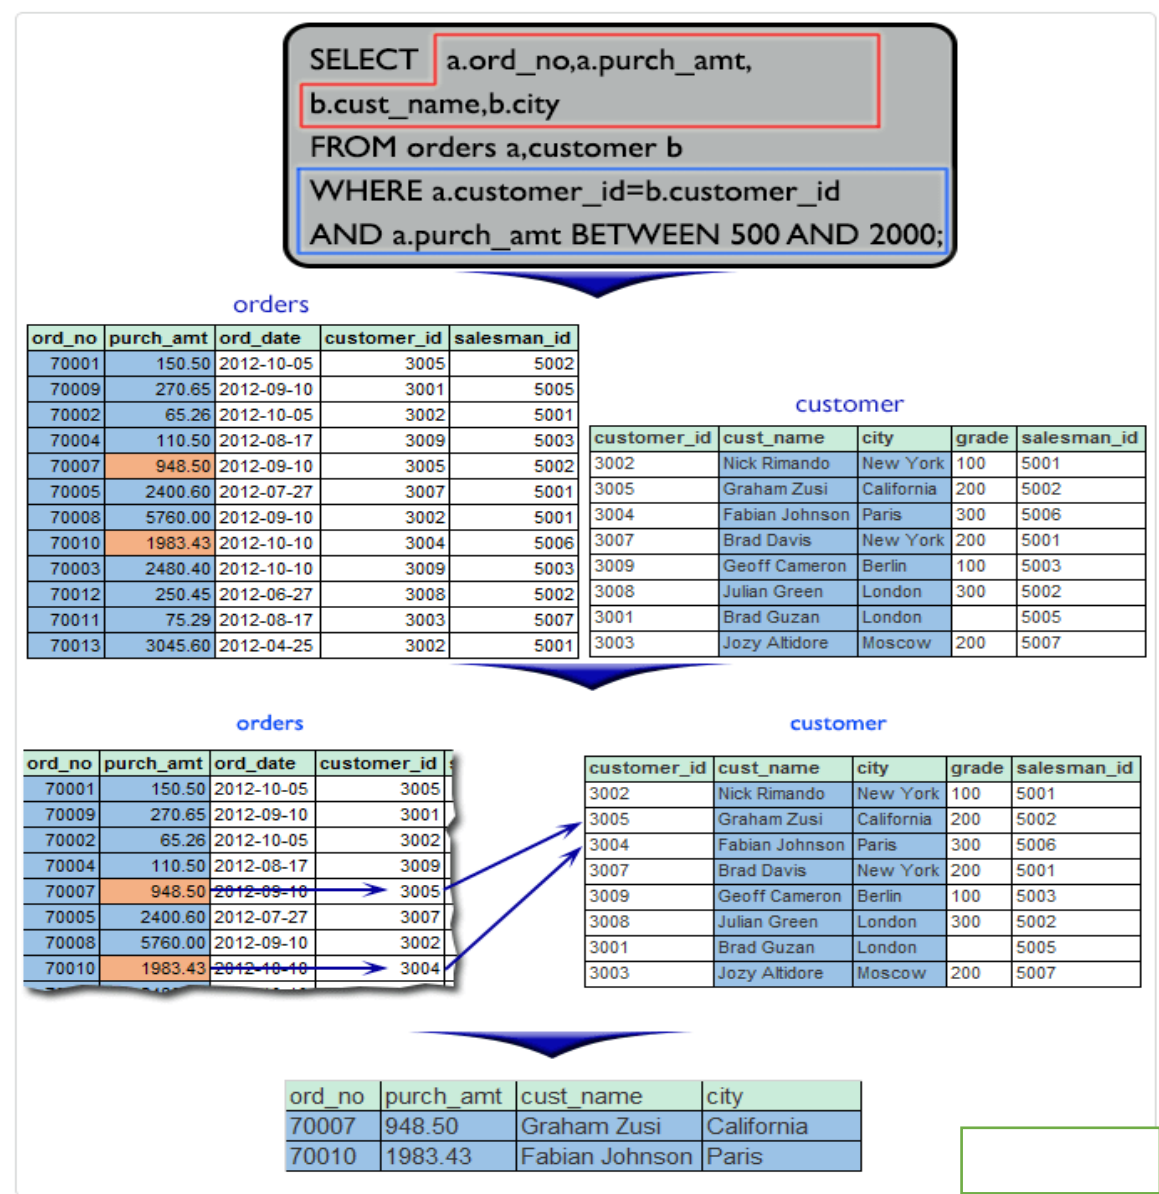 SELECT a.ord_no,a.purch_amt,
b.cust_name,b.city
FROM orders a,customer b
WHERE a.customer_id=b.customer_id
AND a.purch_amt BETWEEN 500 AND 2000;
orders
ord_no purch_amt ord_date customer_id salesman_id
70001 150.50 2012-10-05 3005 5002
70009 270.65 2012-09-10 3001 5005
70002 65.26 2012-10-05 3002 5001
70004 110.50 2012-08-17 3009 5003
70007 948.50 2012-09-10 3005 5002
70005 2400.60 2012-07-27 3007 5001
70008 5760.00 2012-09-10 3002 5001
70010 1983.43 2012-10-10 3004 5006
70003 2480.40 2012-10-10 3009 5003
70012 250.45 2012-06-27 3008 5002
70011 75.29 2012-08-17 3003 5007
70013 3045.60 2012-04-25 3002 5001
customer
customer_id cust_name city grade salesman_id
3002 Nick Rimando New York 100 5001
3005 Graham Zusi California 200 5002
3004 Fabian Johnson Paris 300 5006
3007 Brad Davis New York 200 5001
3009 Geoff Cameron Berlin 100 5003
3008 Julian Green London 300 5002
3001 Brad Guzan London 5005
3003 Jozy Altidore Moscow 200 5007
orders
ord_no purch_amt ord_date customer_id
70001 150.50 2012-10-05 3005
70009 270.65 2012-09-10 3001
70002 65.26 2012-10-05 3002
70004 110.50 2012-08-17 3009
70007 948.50 2012-09-10 3005
70005 2400.60 2012-07-27 3007
70008 5760.00 2012-09-10 3002
70010 1983.43 2012-10-10 3004
customer
customer_id cust_name city grade salesman_id
3002 Nick Rimando New York 100 5001
3005 Graham Zusi California 200 5002
3004 Fabian Johnson Paris 300 5006
3007 Brad Davis New York 200 5001
3009 Geoff Cameron Berlin 100 5003
3008 Julian Green London 300 5002
3001 Brad Guzan London 5005
3003 Jozy Altidore Moscow 200 5007
ord_no purch_amt cust_name city
70007 948.50 Graham Zusi California
70010 1983.43 Fabian Johnson Paris